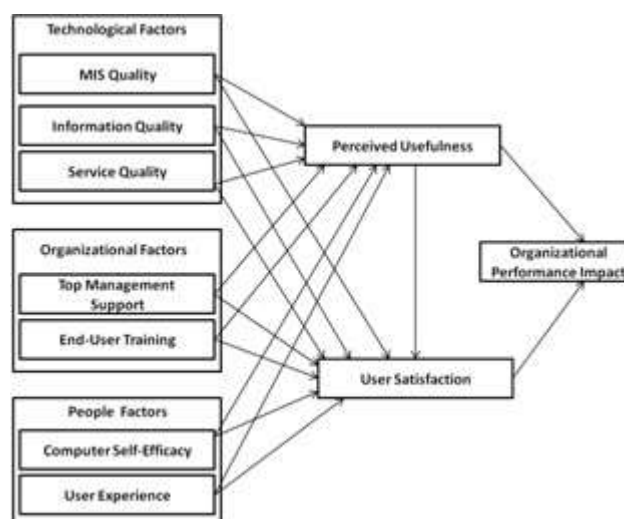 Technological Factors
MIS Quality
Information Quality
Service Quality
Organizational Factors
Top Management
Support
End-User Training
People Factors
Computer Self-Efficacy
User Experience
Perceived Usefulness
User Satisfaction
Organizational
Performance Impact